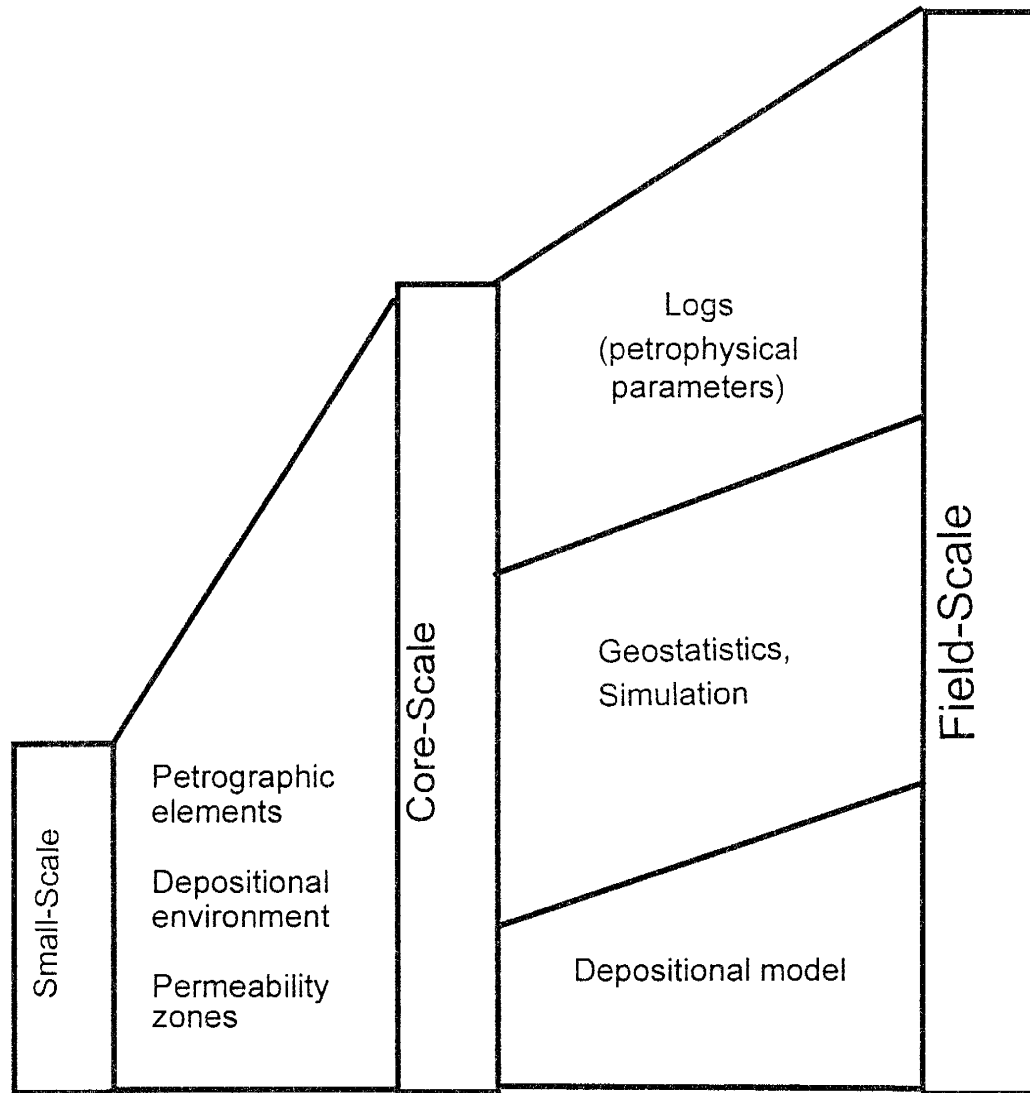 Small-Scale
Petrographic
elements
Depositional
environment
Permeability
zones
Core-Scale
Logs
(petrophysical
parameters)
Geostatistics,
Simulation
Depositional model
Field-Scale